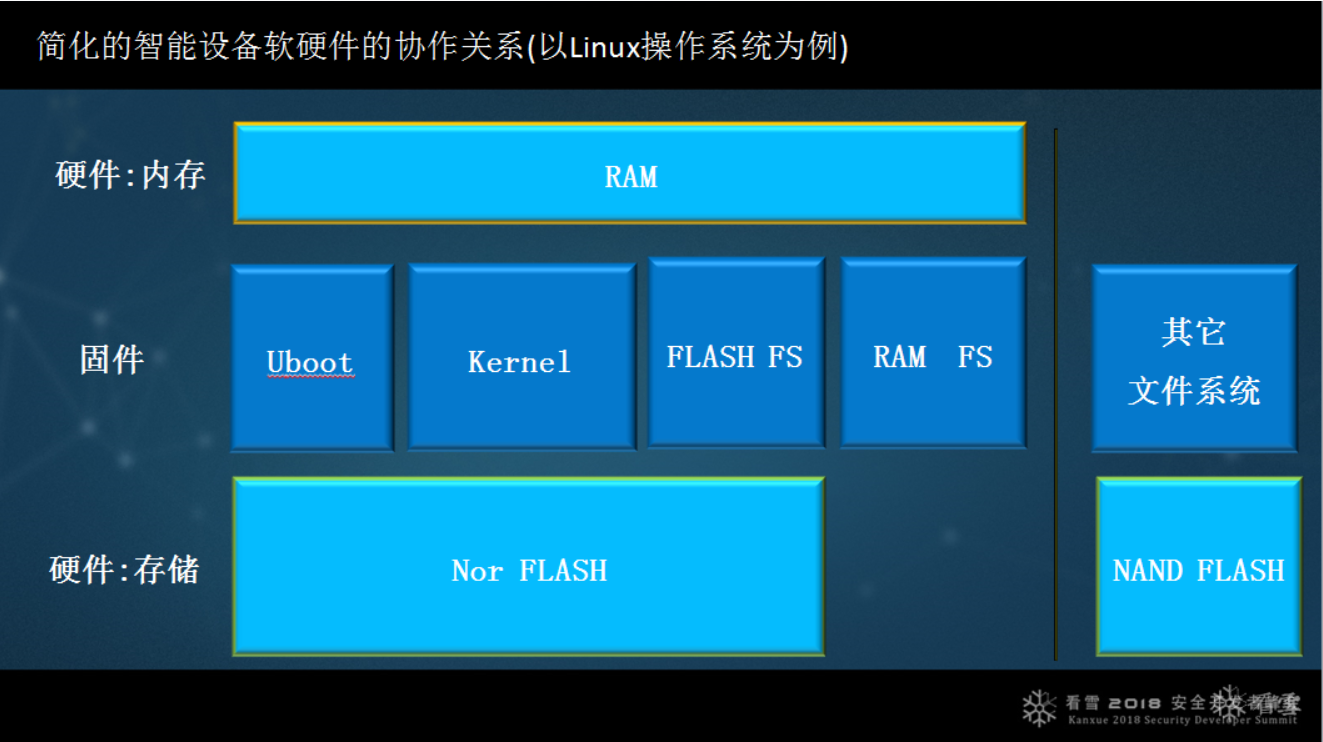 简化的智能设备软硬件的协作关系(以Linux操作系统为例)
硬件:内存
RAM
固件
Uboot
Kernel
FLASH FS
RAM FS
其它
文件系统
硬件:存储
Nor FLASH
NAND FLASH
看雪 2018 安全开发者峰会
Kanxue 2018 Security Developer Summit
看雪